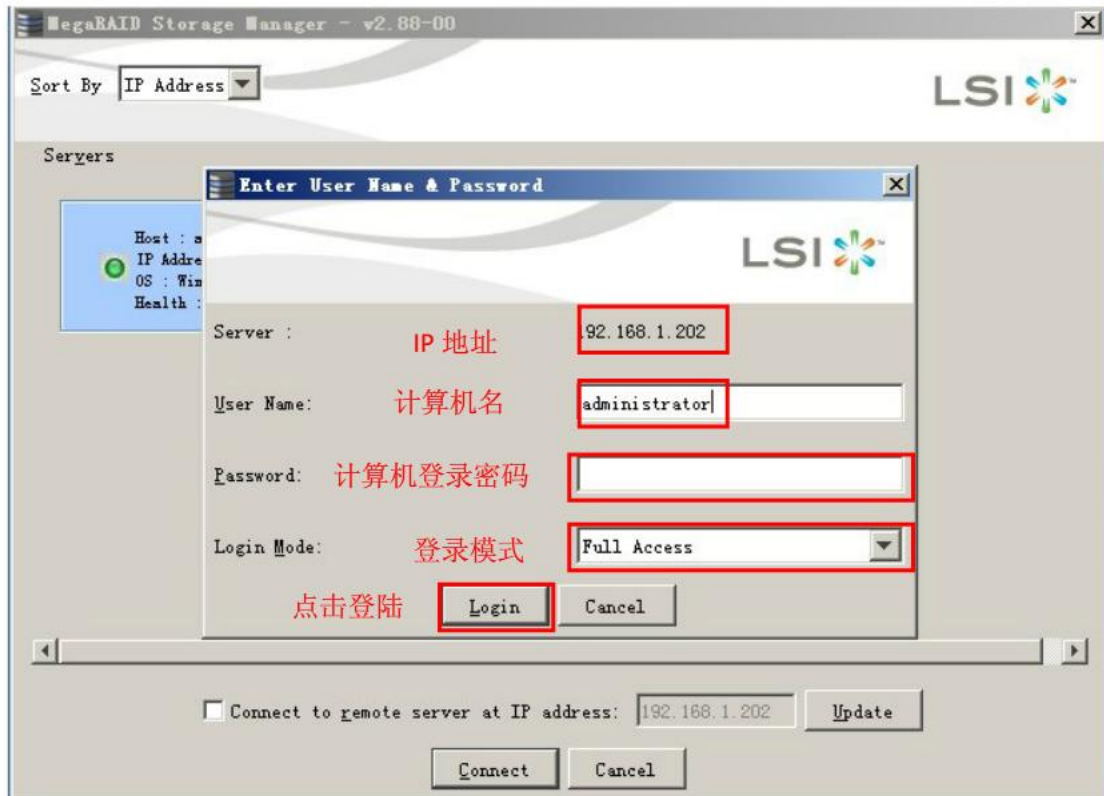 MegaRAID Storage Manager - v2.88-00
Sort By IP Address
LSI
Servers
Enter User Name & Password
LSI
Host : a
IP Addre
OS : Win
Health :
Server : IP 地址 192.168.1.202
User Name: 计算机名 administrator
Password: 计算机登录密码
Login Mode: 登录模式 Full Access
点击登陆 Login Cancel
Connect to remote server at IP address: 192.168.1.202 Update
Connect Cancel